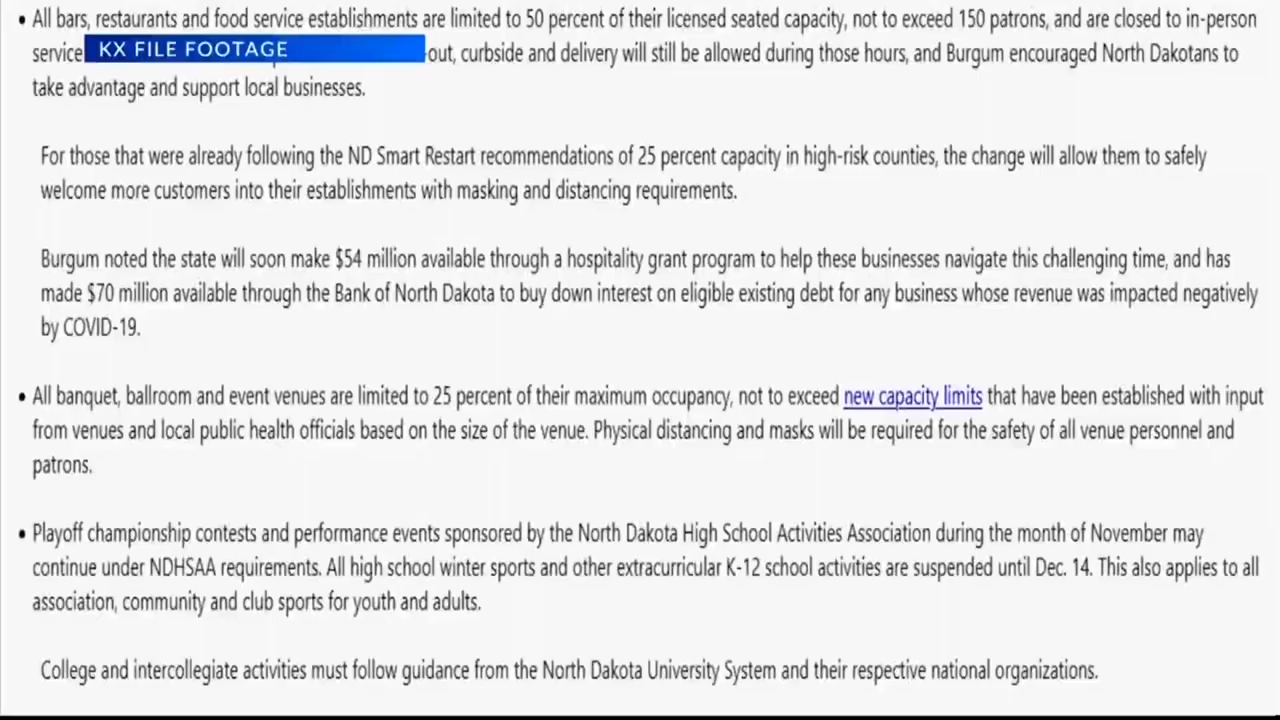 • All bars, restaurants and food service establishments are limited to 50 percent of their licensed seated capacity, not to exceed 150 patrons, and are closed to in-person
service KX FILE FOOTAGE out, curbside and delivery will still be allowed during those hours, and Burgum encouraged North Dakotans to
take advantage and support local businesses.
For those that were already following the ND Smart Restart recommendations of 25 percent capacity in high-risk counties, the change will allow them to safely
welcome more customers into their establishments with masking and distancing requirements.
Burgum noted the state will soon make $54 million available through a hospitality grant program to help these businesses navigate this challenging time, and has
made $70 million available through the Bank of North Dakota to buy down interest on eligible existing debt for any business whose revenue was impacted negatively
by COVID-19.
• All banquet, ballroom and event venues are limited to 25 percent of their maximum occupancy, not to exceed new capacity limits that have been established with input
from venues and local public health officials based on the size of the venue. Physical distancing and masks will be required for the safety of all venue personnel and
patrons.
• Playoff championship contests and performance events sponsored by the North Dakota High School Activities Association during the month of November may
continue under NDHSAA requirements. All high school winter sports and other extracurricular K-12 school activities are suspended until Dec. 14. This also applies to all
association, community and club sports for youth and adults.
College and intercollegiate activities must follow guidance from the North Dakota University System and their respective national organizations.